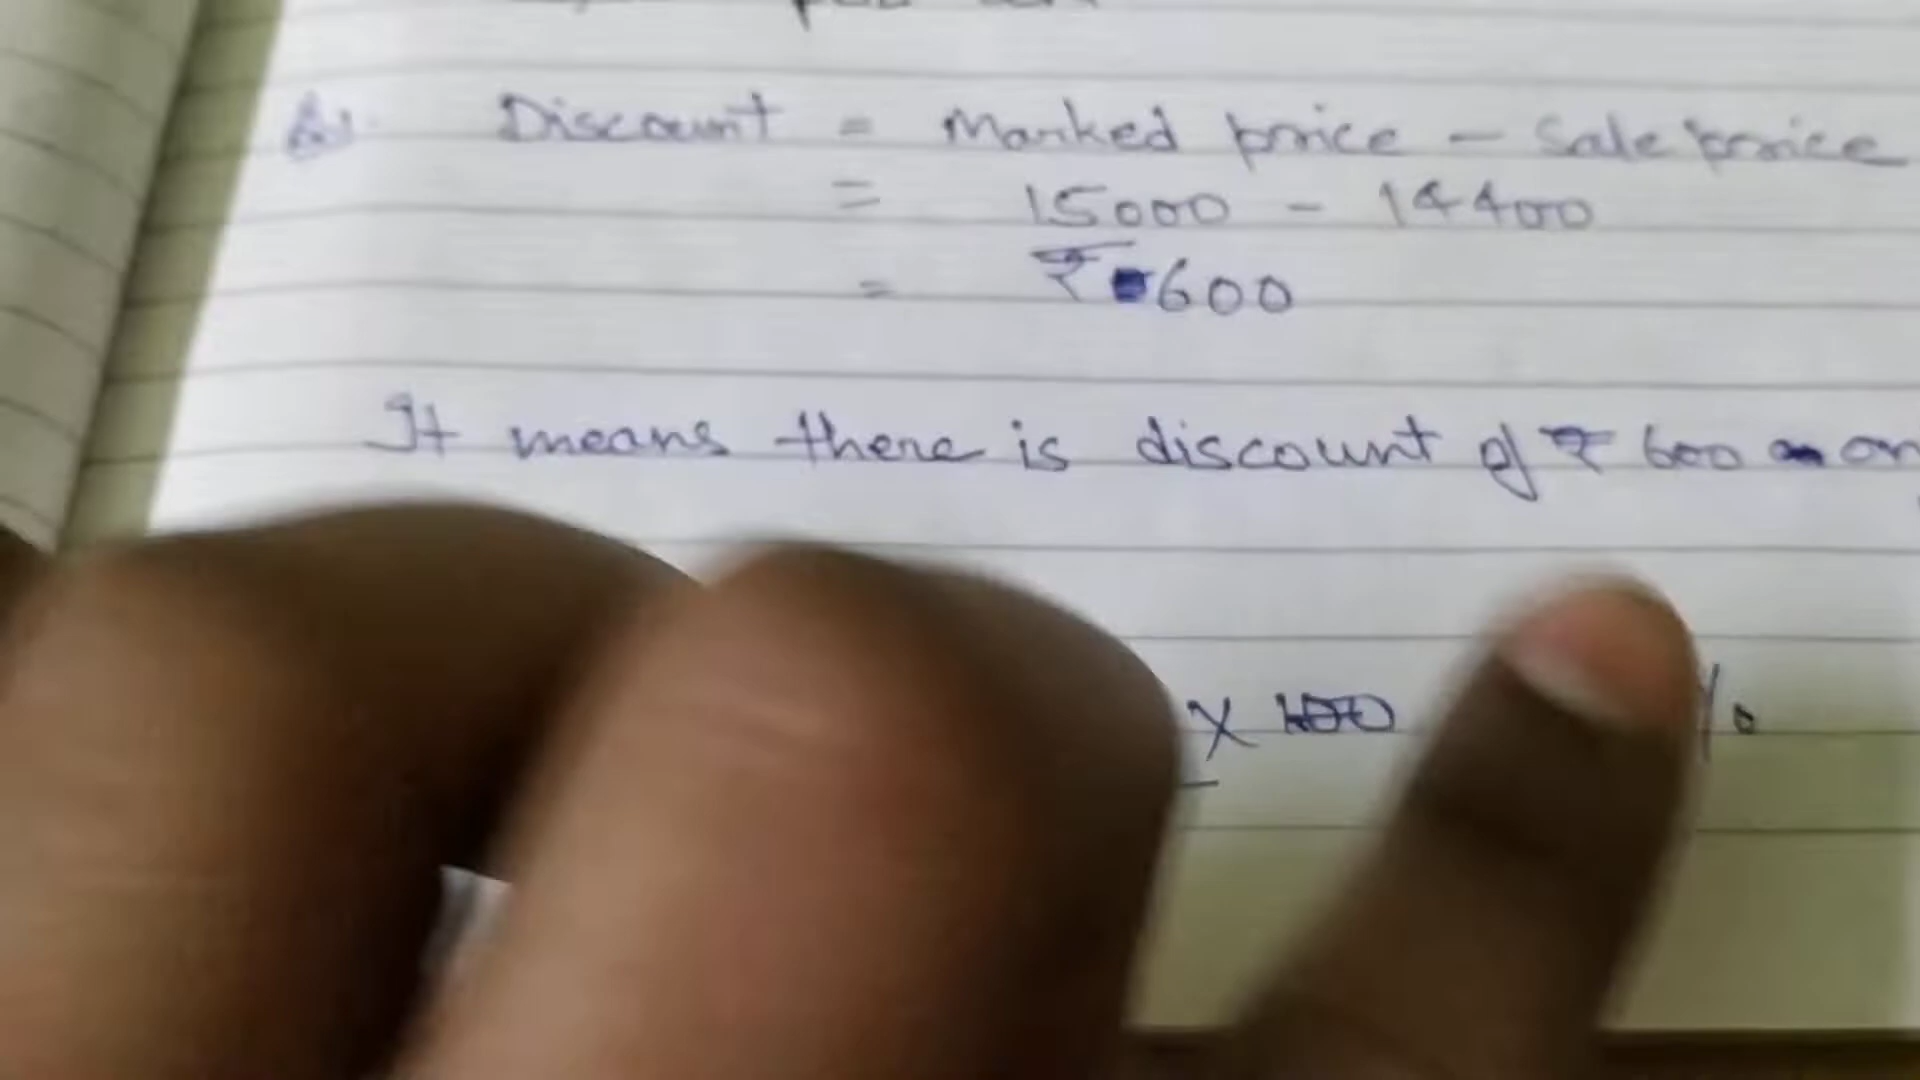 Discount = Marked price - Sale price
= 15000 - 14400
= ₹ 600
It means there is discount of ₹ 600 on
X 100 %